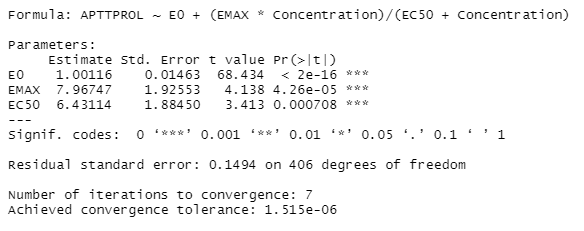 Formula: APTTPROL ~ E0 + (EMAX * Concentration)/(EC50 + Concentration)
Parameters:
Estimate Std. Error t value Pr(>|t|)
E0 1.00116 0.01463 68.434 < 2e-16 ***
EMAX 7.96747 1.92553 4.138 4.26e-05 ***
EC50 6.43114 1.88450 3.413 0.000708 ***
---
Signif. codes: 0 ‘***’ 0.001 ‘**’ 0.01 ‘*’ 0.05 ‘.’ 0.1 ‘ ’ 1
Residual standard error: 0.1494 on 406 degrees of freedom
Number of iterations to convergence: 7
Achieved convergence tolerance: 1.515e-06